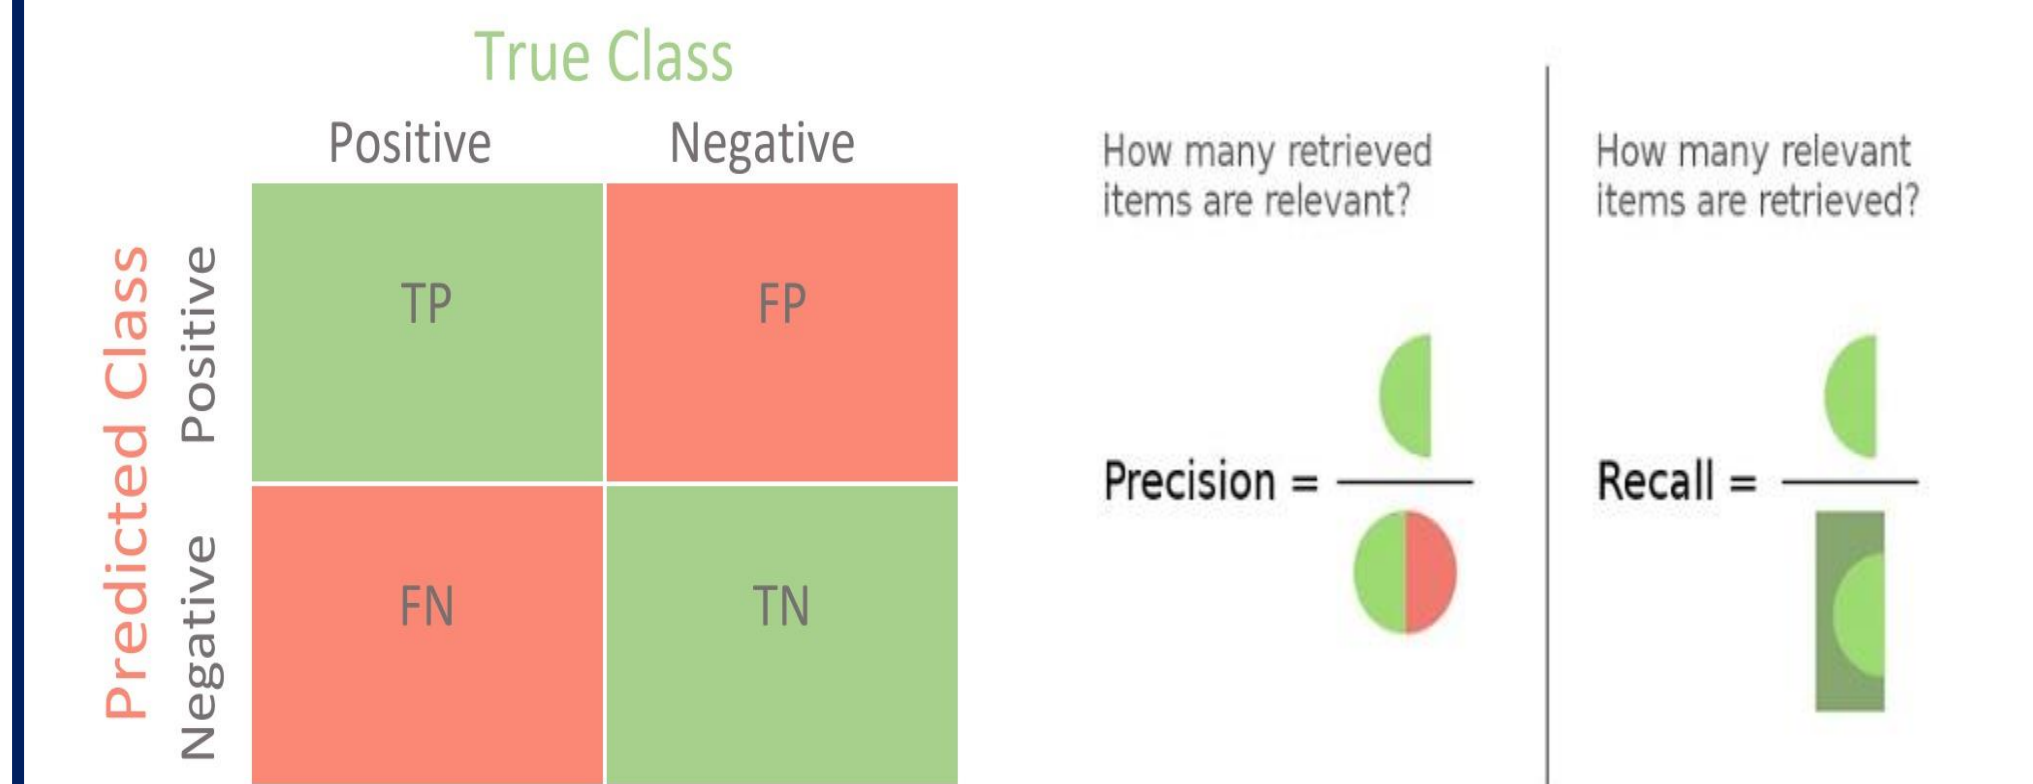 True Class
Positive Negative
Predicted Class
Positive
TP FP
Negative
FN TN
How many retrieved
items are relevant?
Precision =
How many relevant
items are retrieved?
Recall =